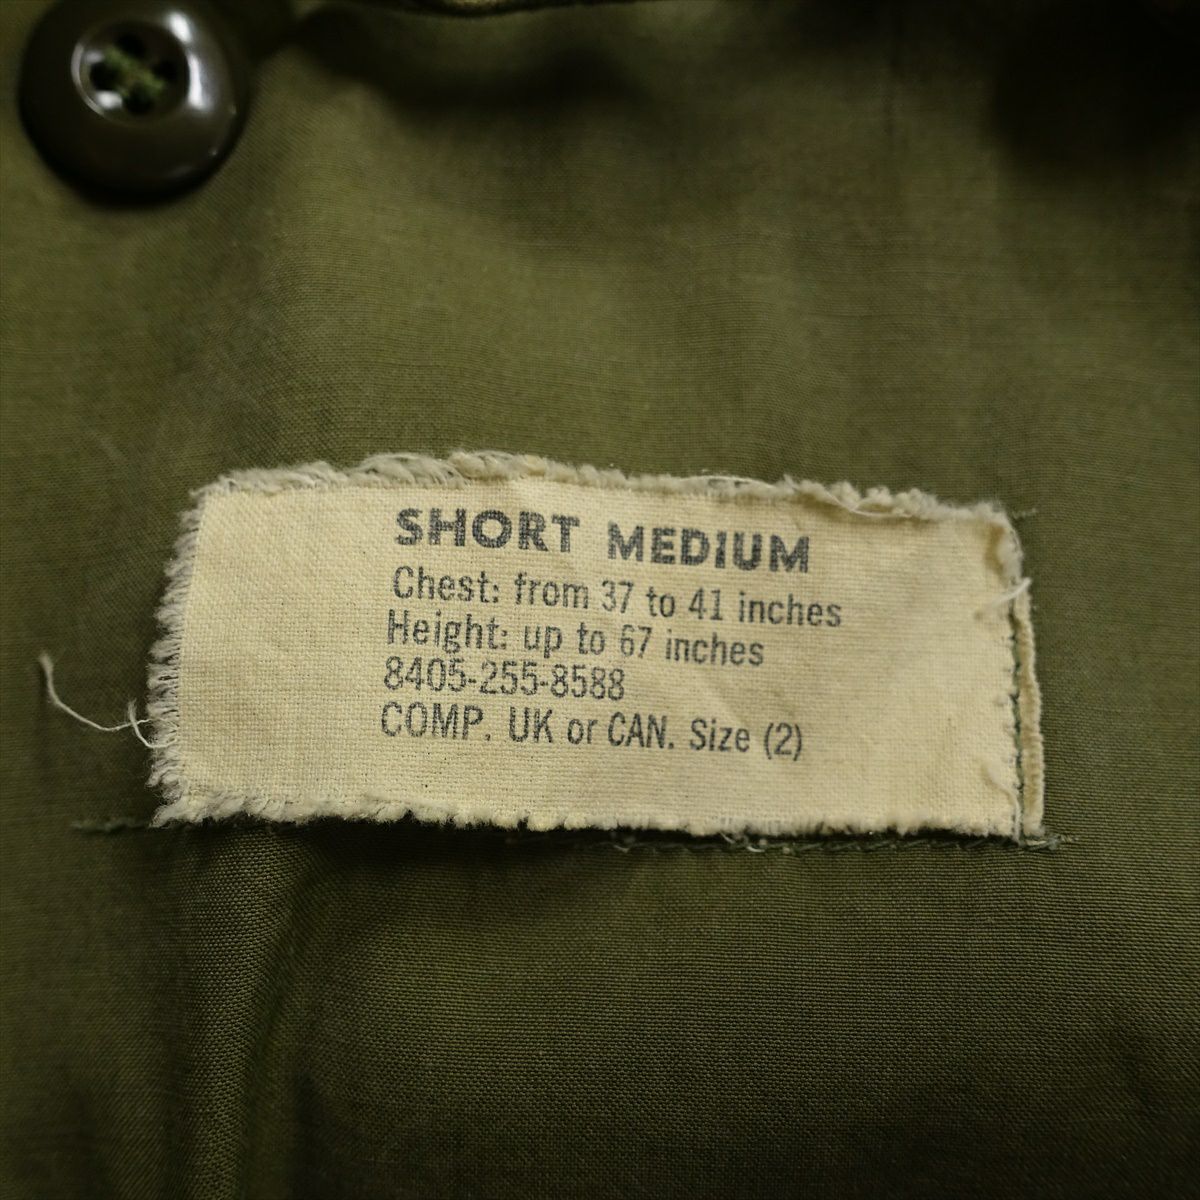 SHORT MEDIUM
Chest: from 37 to 41 inches
Height: up to 67 inches
8405-255-8588
COMP. UK or CAN. Size (2)